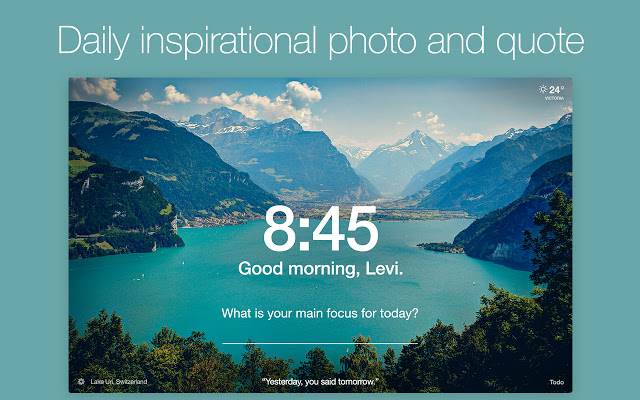 Daily inspirational photo and quote
24°
VICTORIA
8:45
Good morning, Levi.
What is your main focus for today?
Lake Uri, Switzerland
"Yesterday, you said tomorrow."
Todo